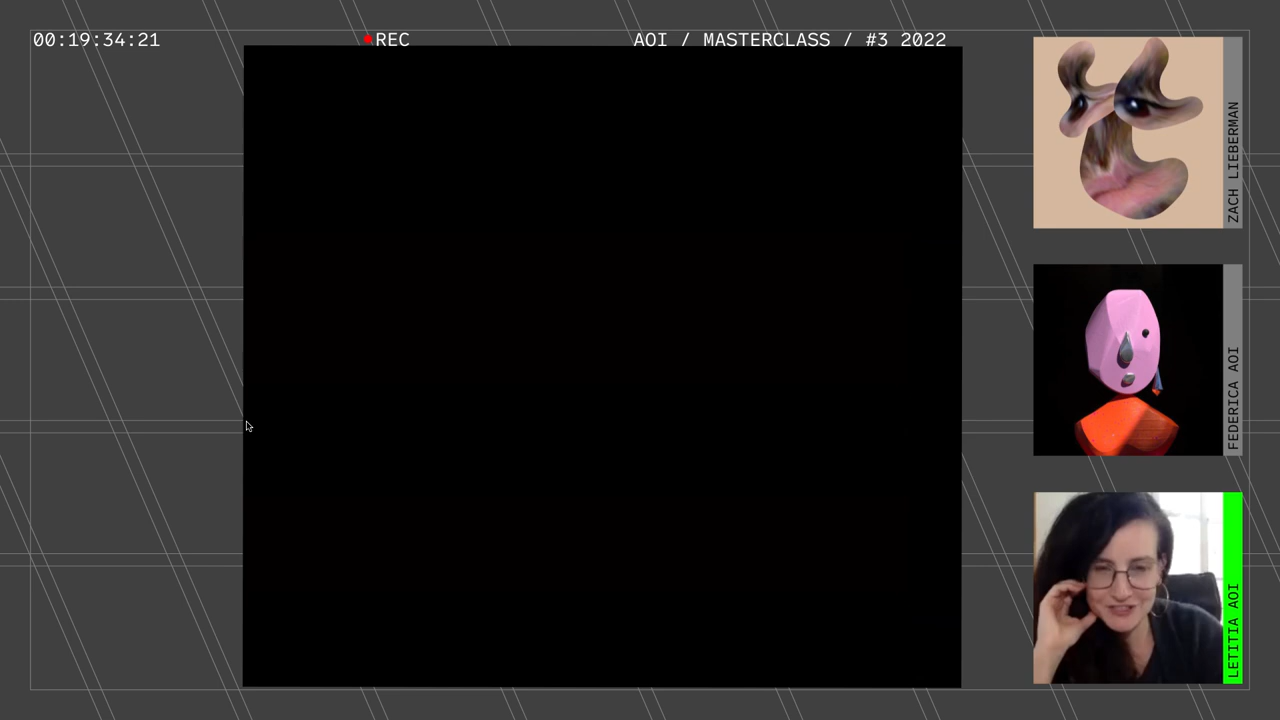 00:19:34:21
REC
AOI / MASTERCLASS / #3 2022
ZACH LIEBERMAN
FEDERICA AOI
LETITIA AOI